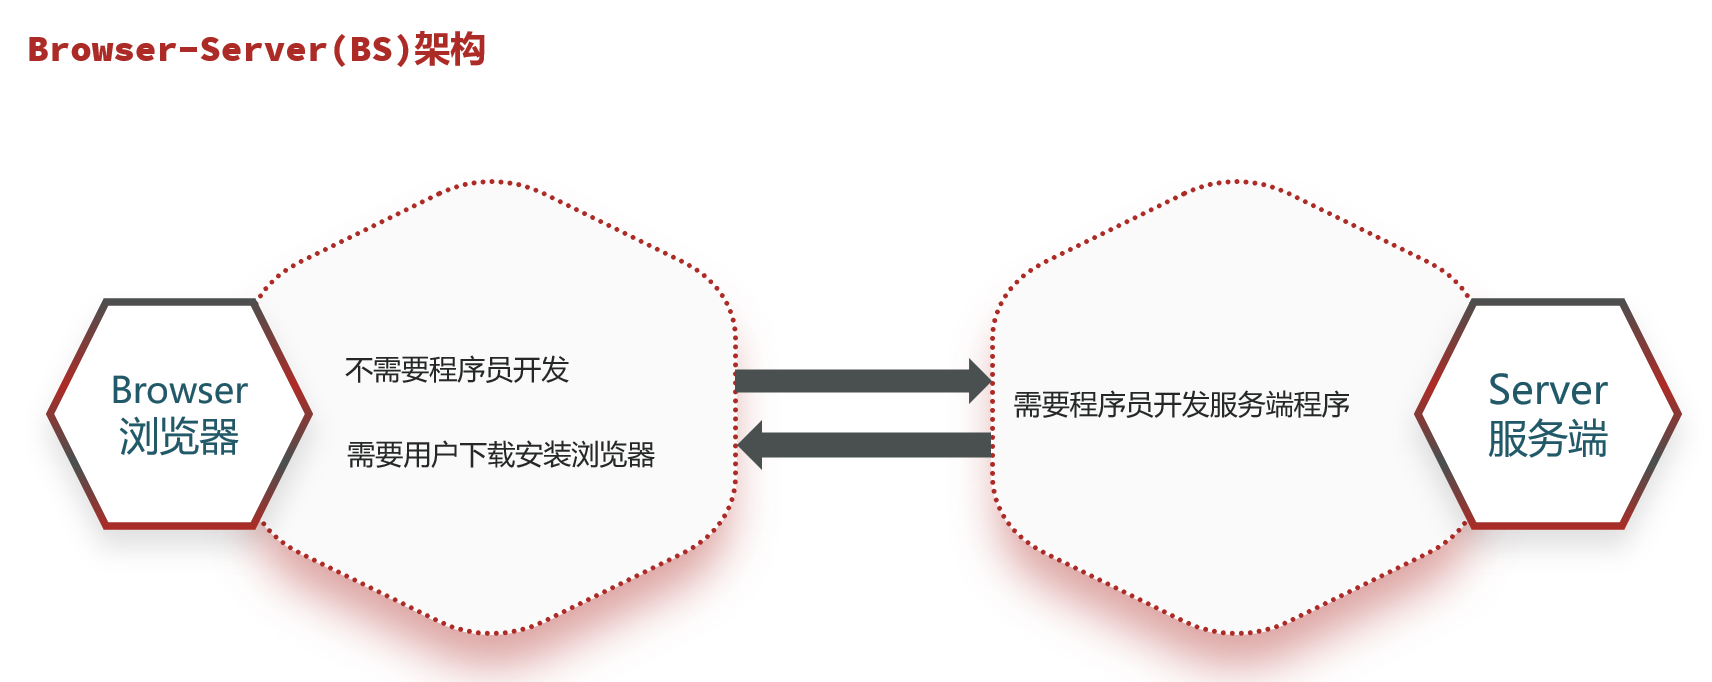 Browser-Server(BS)架构
Browser
浏览器
不需要程序员开发
需要用户下载安装浏览器
需要程序员开发服务端程序
Server
服务端